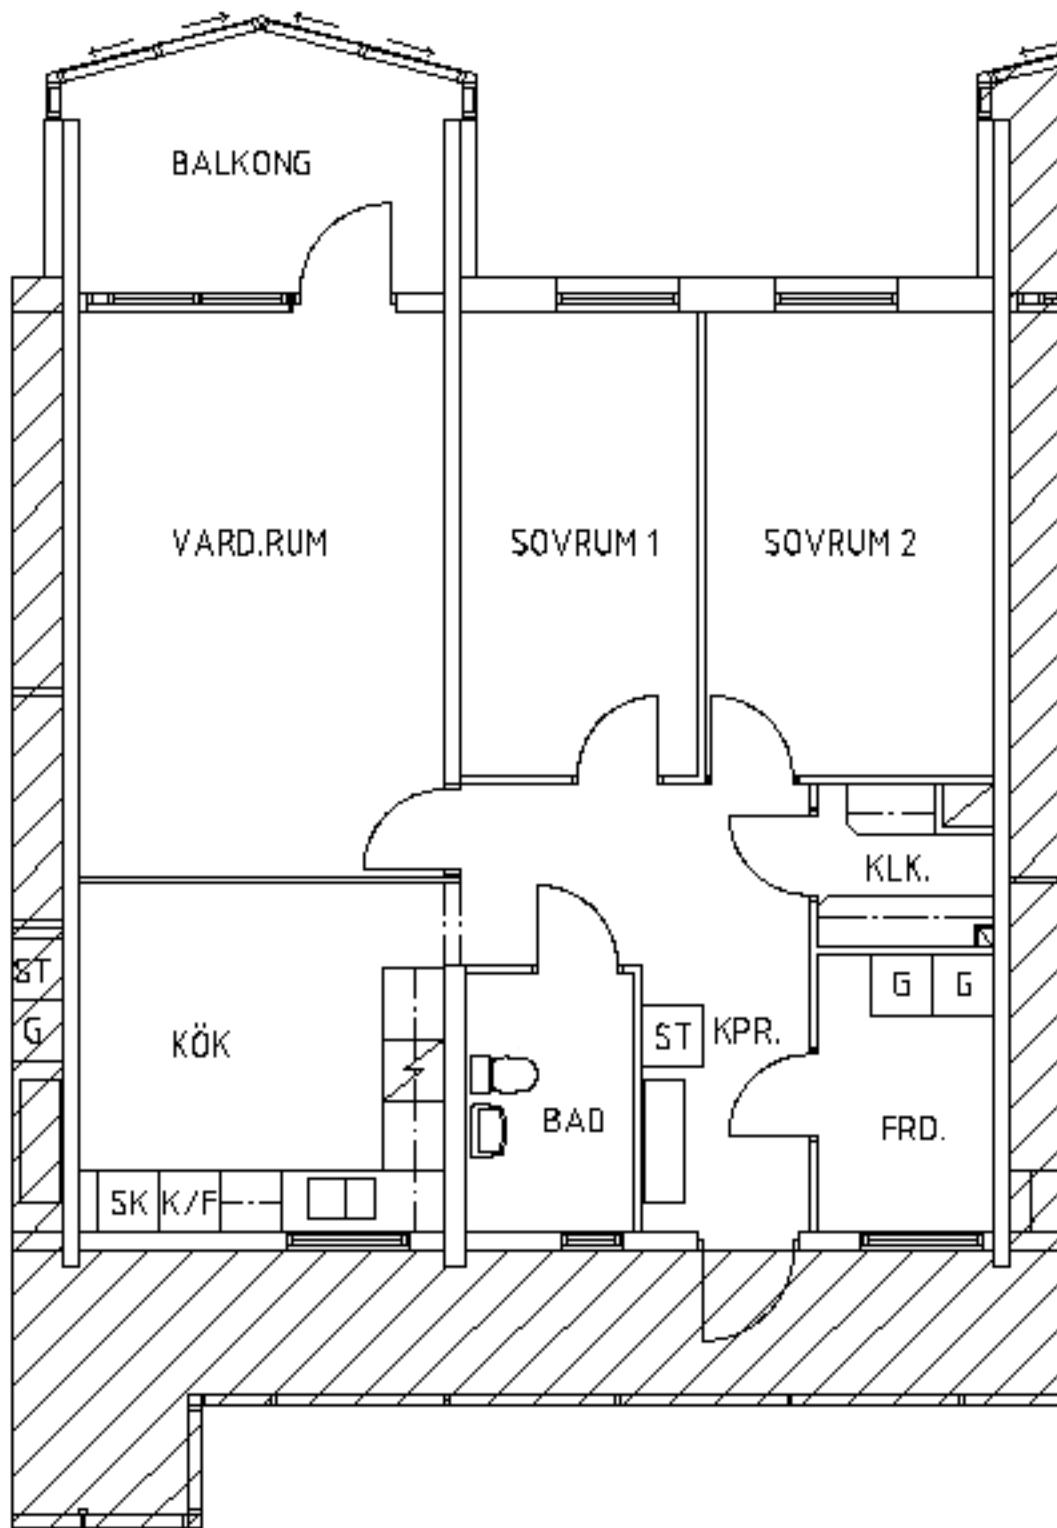 BALKONG
VARD.RUM
SOVRUM 1
SOVRUM 2
KLK.
ST
G
G
G
KÖK
ST
KPR.
BAD
FRD.
SK
K/F